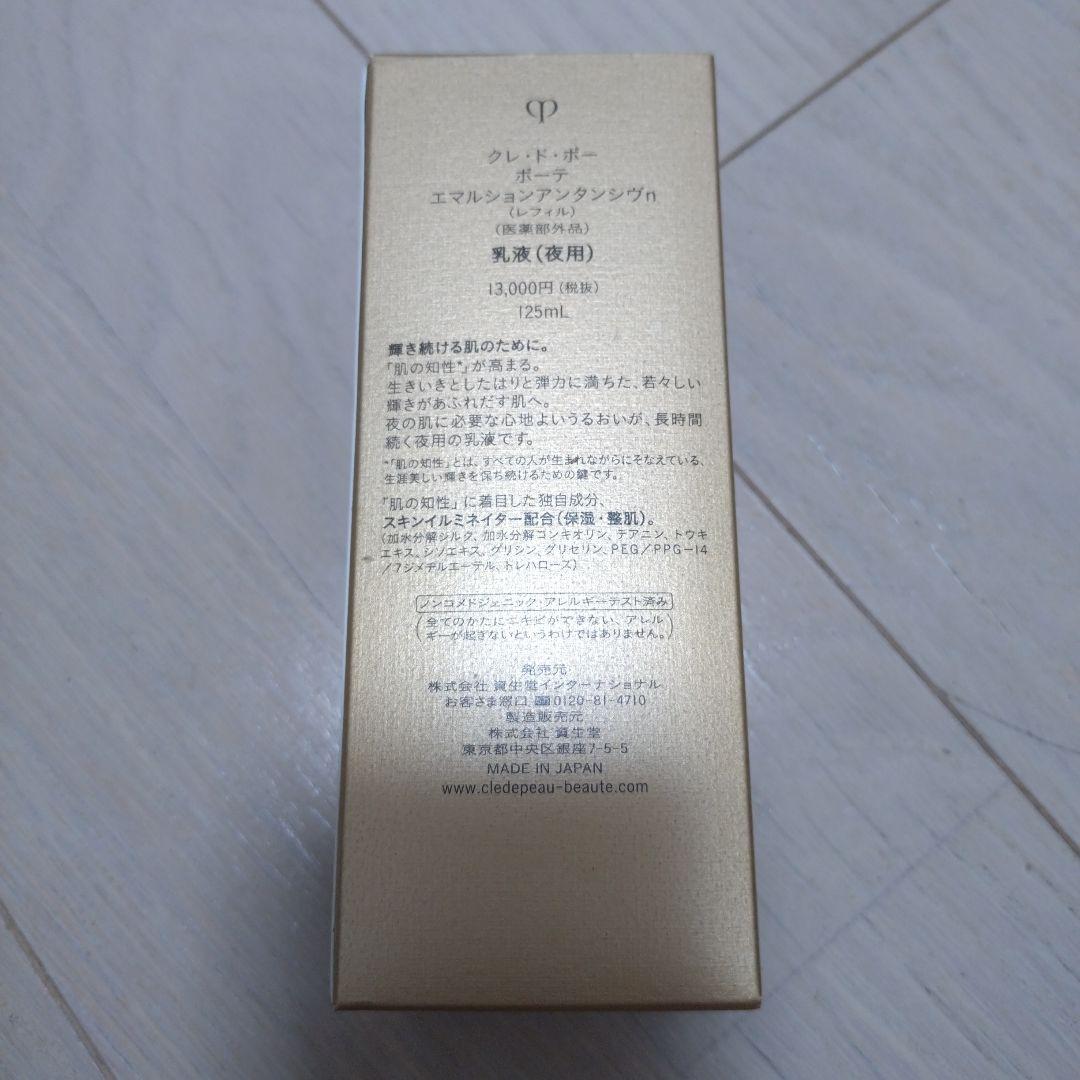 クレ・ド・ポー
ボーテ
エマルションアンタンシヴn
(レフィル)
(医薬部外品)
乳液(夜用)
13,000円(税抜)
125mL
輝き続ける肌のために。
「肌の知性*」が高まる。
生きいきとしたはりと弾力に満ちた、若々しい
輝きがあふれだす肌へ。
夜の肌に必要な心地よいうるおいが、長時間
続く夜用の乳液です。
*「肌の知性」とは、すべての人が生まれながらにそなえている、
生涯美しい輝きを保ち続けるための鍵です。
「肌の知性」に着目した独自成分、
スキンイルミネイター配合(保湿・整肌)。
(加水分解シルク、加水分解コンキオリン、テアニン、トウキ
エキス、シソエキス、グリシン、グリセリン、PEG/PPG-14
/7ジメチルエーテル、トレハロース)
ノンコメドジェニック・アレルギーテスト済み
(全てのかたにニキビができない、アレル
ギーが起きないというわけではありません。)
発売元
株式会社 資生堂インターナショナル
お客さま窓口 0120-81-4710
製造販売元
株式会社 資生堂
東京都中央区銀座7-5-5
MADE IN JAPAN
www.cledepeau-beaute.com